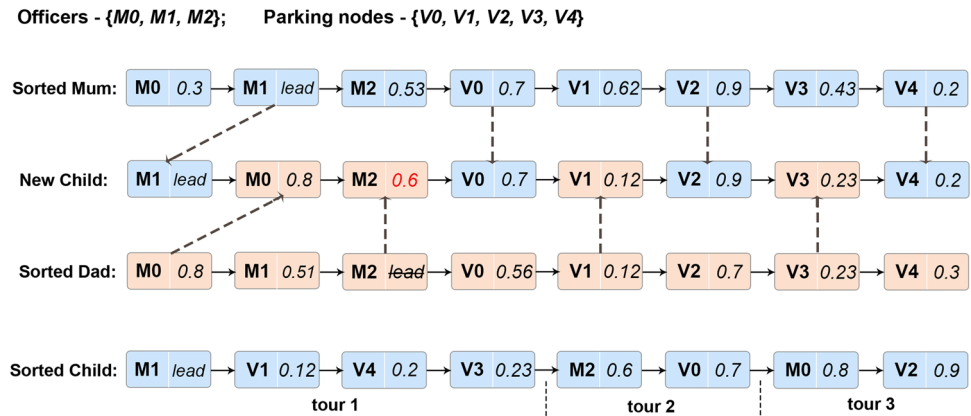 Officers - {M0, M1, M2}; Parking nodes - {V0, V1, V2, V3, V4}
Sorted Mum: M0 0.3 M1 lead M2 0.53 V0 0.7 V1 0.62 V2 0.9 V3 0.43 V4 0.2
New Child: M1 lead M0 0.8 M2 0.6 V0 0.7 V1 0.12 V2 0.9 V3 0.23 V4 0.2
Sorted Dad: M0 0.8 M1 0.51 M2 lead V0 0.56 V1 0.12 V2 0.7 V3 0.23 V4 0.3
Sorted Child: M1 lead V1 0.12 V4 0.2 V3 0.23 M2 0.6 V0 0.7 M0 0.8 V2 0.9
tour 1 tour 2 tour 3